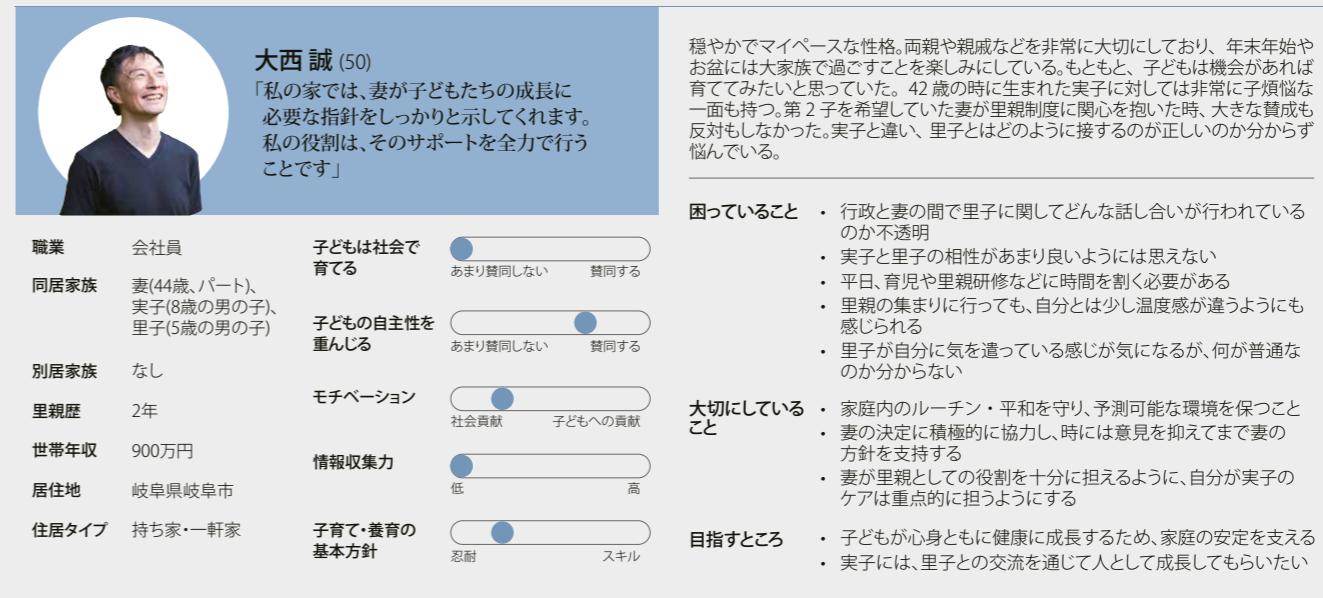 大西 誠 (50)
「私の家では、妻が子どもたちの成長に
必要な指針をしっかりと示してくれます。
私の役割は、そのサポートを全力で行う
ことです」
職業 会社員
同居家族 妻(44歳、パート)、
実子(8歳の男の子)、
里子(5歳の男の子)
別居家族 なし
里親歴 2年
世帯年収 900万円
居住地 岐阜県岐阜市
住居タイプ 持ち家・一軒家
子どもは社会で
育てる
あまり賛同しない 賛同する
子どもの自主性を
重んじる
あまり賛同しない 賛同する
モチベーション
社会貢献 子どもへの貢献
情報収集力
低 高
子育て・養育の
基本方針
忍耐 スキル
穏やかでマイペースな性格。両親や親戚などを非常に大切にしており、年末年始や
お盆には大家族で過ごすことを楽しみにしている。もともと、子どもは機会があれば
育ててみたいと思っていた。42歳の時に生まれた実子に対しては非常に子煩悩な
一面も持つ。第2子を希望していた妻が里親制度に関心を抱いた時、大きな賛成も
反対もしなかった。実子と違い、里子とはどのように接するのが正しいのか分からず
悩んでいる。
困っていること ・ 行政と妻の間で里子に関してどんな話し合いが行われている
のか不透明
・ 実子と里子の相性があまり良いようには思えない
・ 平日、育児や里親研修などに時間を割く必要がある
・ 里親の集まりに行っても、自分とは少し温度感が違うようにも
感じられる
・ 里子が自分に気を遣っている感じが気になるが、何が普通な
のか分からない
大切にしている ・ 家庭内のルーチン・平和を守り、予測可能な環境を保つこと
こと ・ 妻の決定に積極的に協力し、時には意見を抑えてまで妻の
方針を支持する
・ 妻が里親としての役割を十分に担えるように、自分が実子の
ケアは重点的に担うようにする
目指すところ ・ 子どもが心身ともに健康に成長するため、家庭の安定を支える
・ 実子には、里子との交流を通じて人として成長してもらいたい